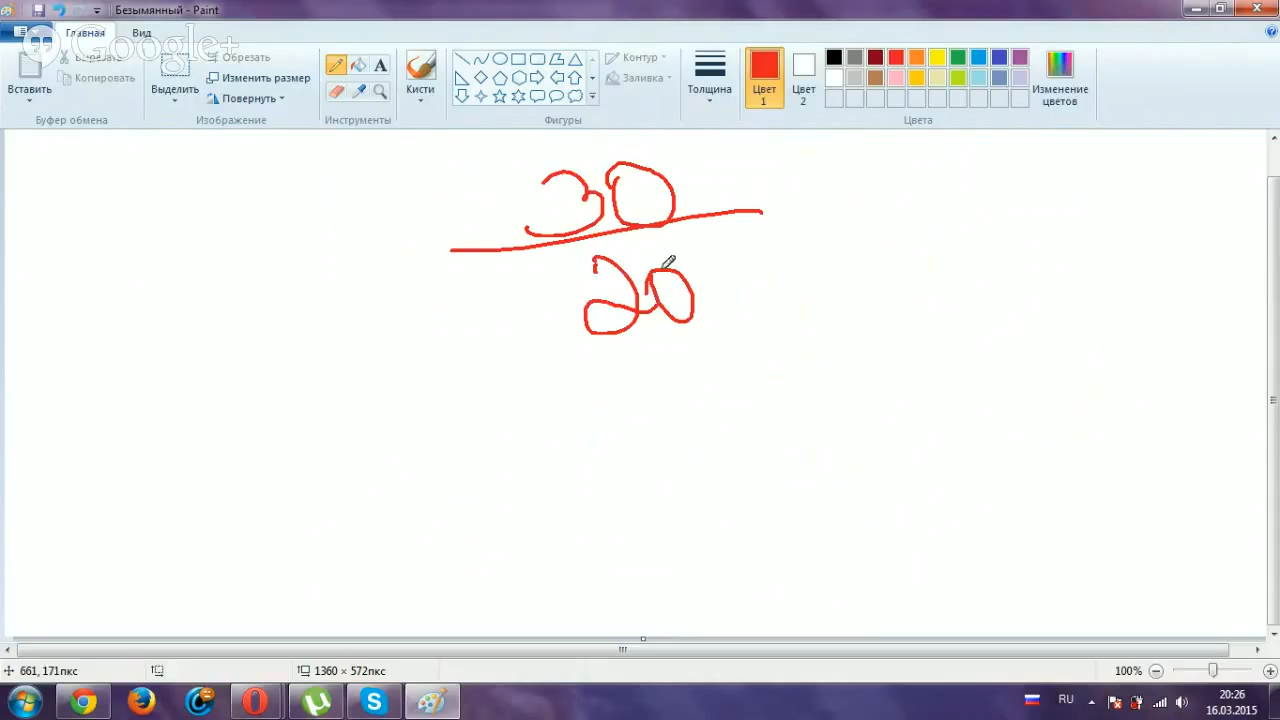 Безымянный - Paint
Главная Вид
Google+
Вставить
Вырезать
Копировать
Буфер обмена
Выделить
Обрезать
Изменить размер
Повернуть
Изображение
A
Инструменты
Кисти
Контур
Заливка
Фигуры
Толщина
Цвет 1
Цвет 2
Изменение цветов
Цвета
30
20
661, 171пкс
1360 × 572пкс
100%
RU
20:26
16.03.2015